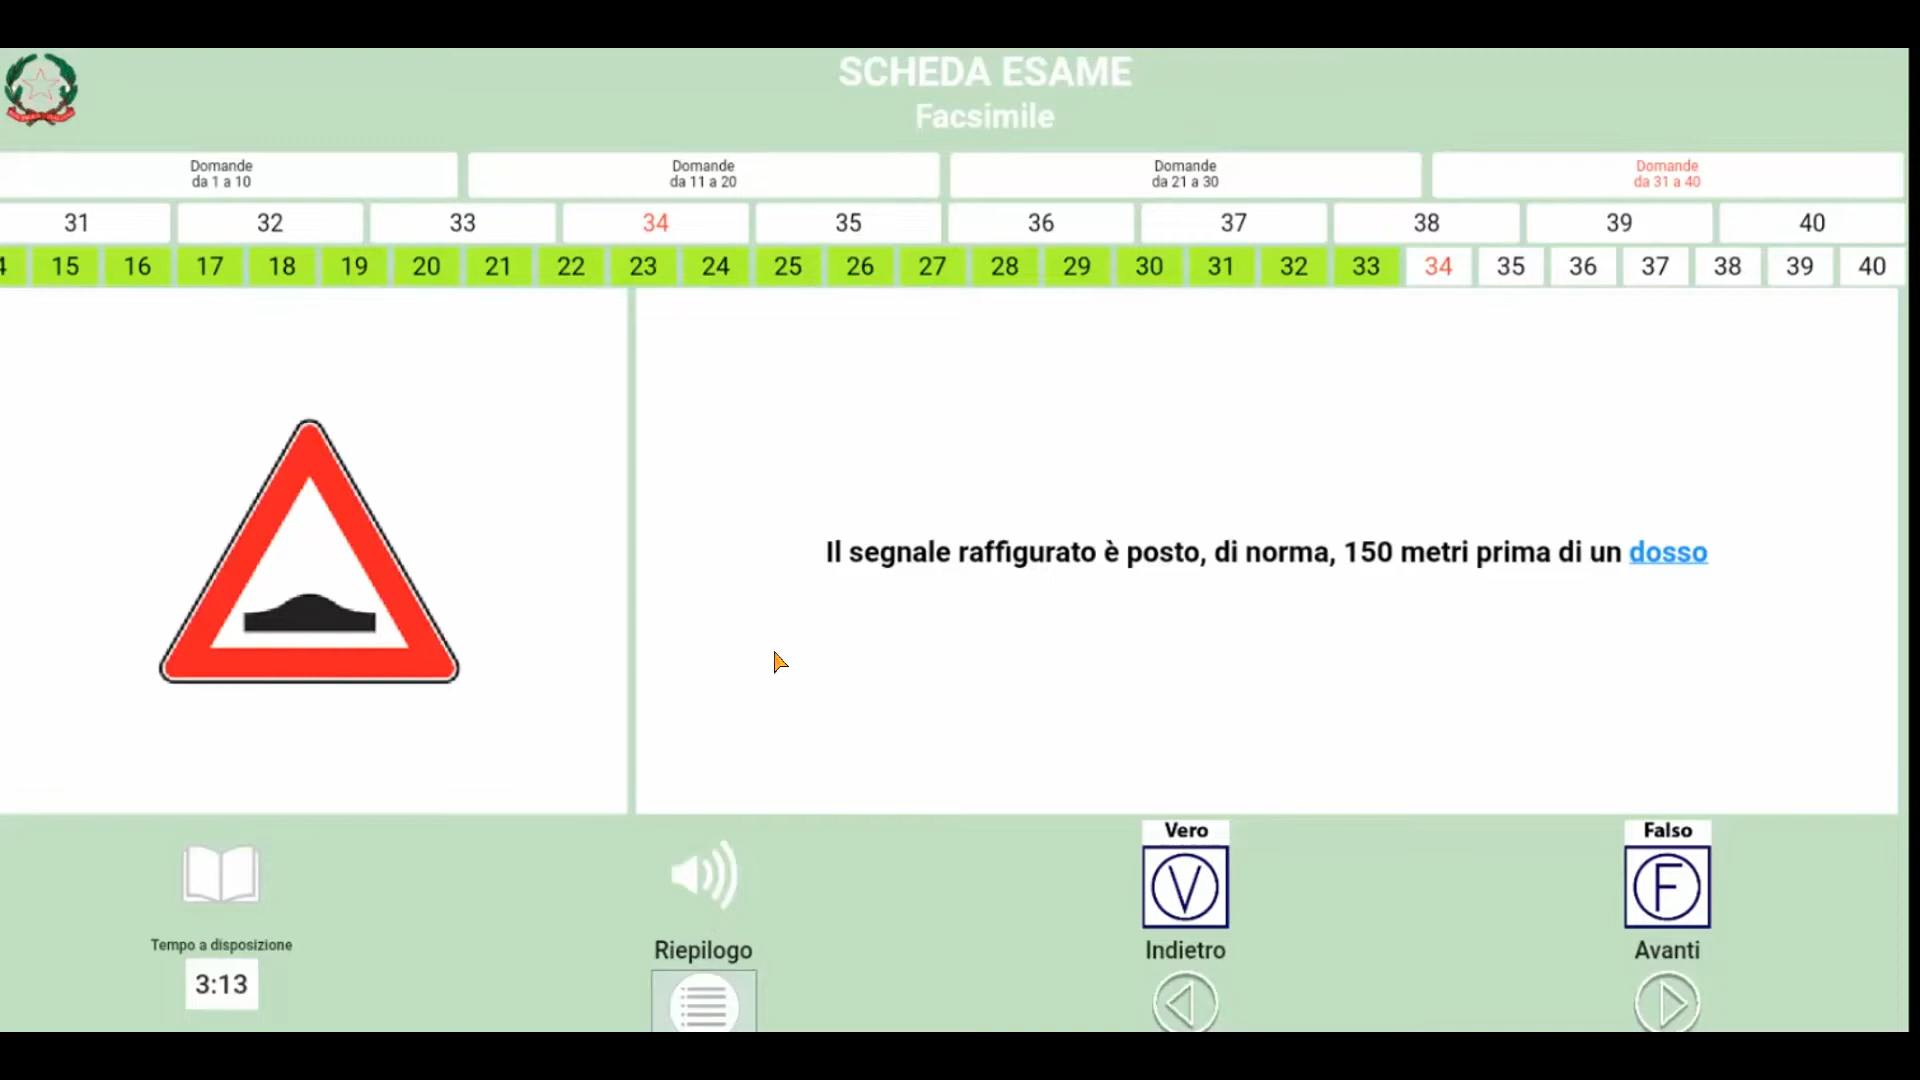 SCHEDA ESAME
Facsimile
Domande
da 1 a 10
Domande
da 11 a 20
Domande
da 21 a 30
Domande
da 31 a 40
31 32 33 34 35 36 37 38 39 40
4 15 16 17 18 19 20 21 22 23 24 25 26 27 28 29 30 31 32 33 34 35 36 37 38 39 40
Il segnale raffigurato è posto, di norma, 150 metri prima di un dosso
Vero
V
Falso
F
Tempo a disposizione
3:13
Riepilogo
Indietro
Avanti